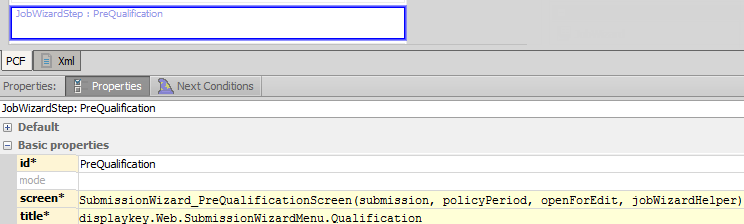 JobWizardStep : PreQualification
PCF Xml
Properties: Properties Next Conditions
JobWizardStep: PreQualification
Default
Basic properties
id* PreQualification
mode
screen* SubmissionWizard_PreQualificationScreen(submission, policyPeriod, openForEdit, jobWizardHelper)
title* displaykey.Web.SubmissionWizardMenu.Qualification